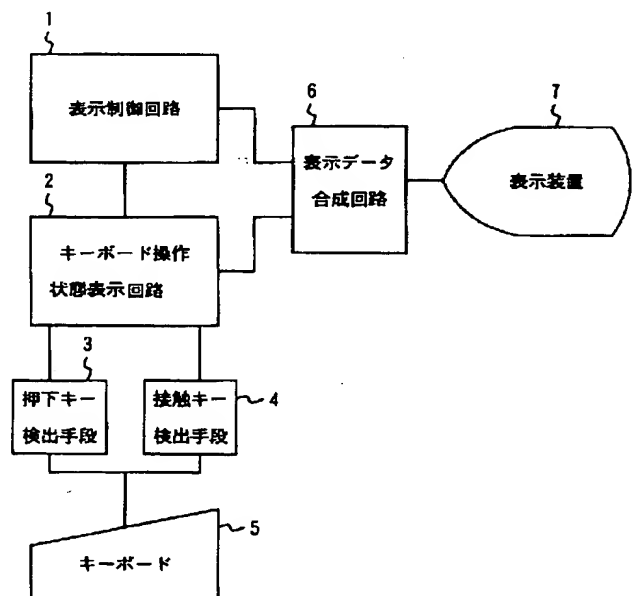 1
表示制御回路
2
キーボード操作
状態表示回路
3
押下キー
検出手段
接触キー
検出手段
4
5
キーボード
6
表示データ
合成回路
7
表示装置